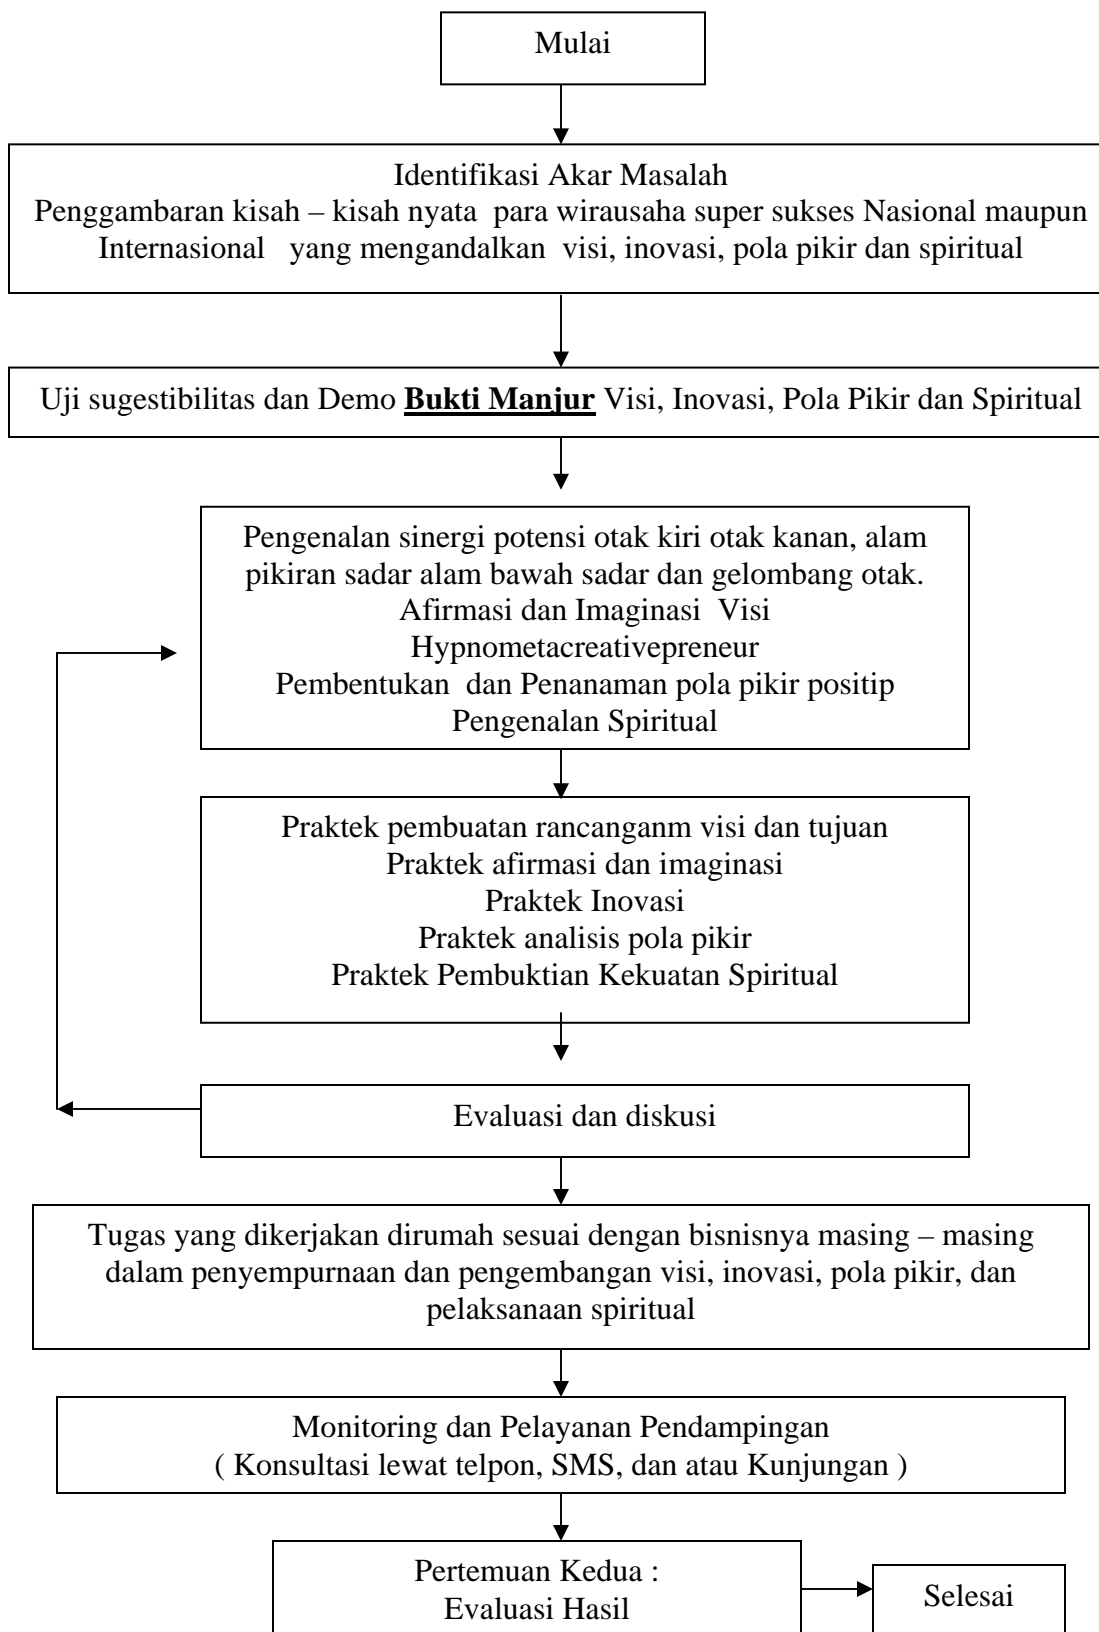 Mulai
Identifikasi Akar Masalah
Penggambaran kisah – kisah nyata para wirausaha super sukses Nasional maupun
Internasional yang mengandalkan visi, inovasi, pola pikir dan spiritual
Uji sugestibilitas dan Demo Bukti Manjur Visi, Inovasi, Pola Pikir dan Spiritual
Pengenalan sinergi potensi otak kiri otak kanan, alam
pikiran sadar alam bawah sadar dan gelombang otak.
Afirmasi dan Imaginasi Visi
Hypnometacreativepreneur
Pembentukan dan Penanaman pola pikir positip
Pengenalan Spiritual
Praktek pembuatan rancanganm visi dan tujuan
Praktek afirmasi dan imaginasi
Praktek Inovasi
Praktek analisis pola pikir
Praktek Pembuktian Kekuatan Spiritual
Evaluasi dan diskusi
Tugas yang dikerjakan dirumah sesuai dengan bisnisnya masing – masing
dalam penyempurnaan dan pengembangan visi, inovasi, pola pikir, dan
pelaksanaan spiritual
Monitoring dan Pelayanan Pendampingan
( Konsultasi lewat telpon, SMS, dan atau Kunjungan )
Pertemuan Kedua :
Evaluasi Hasil
Selesai